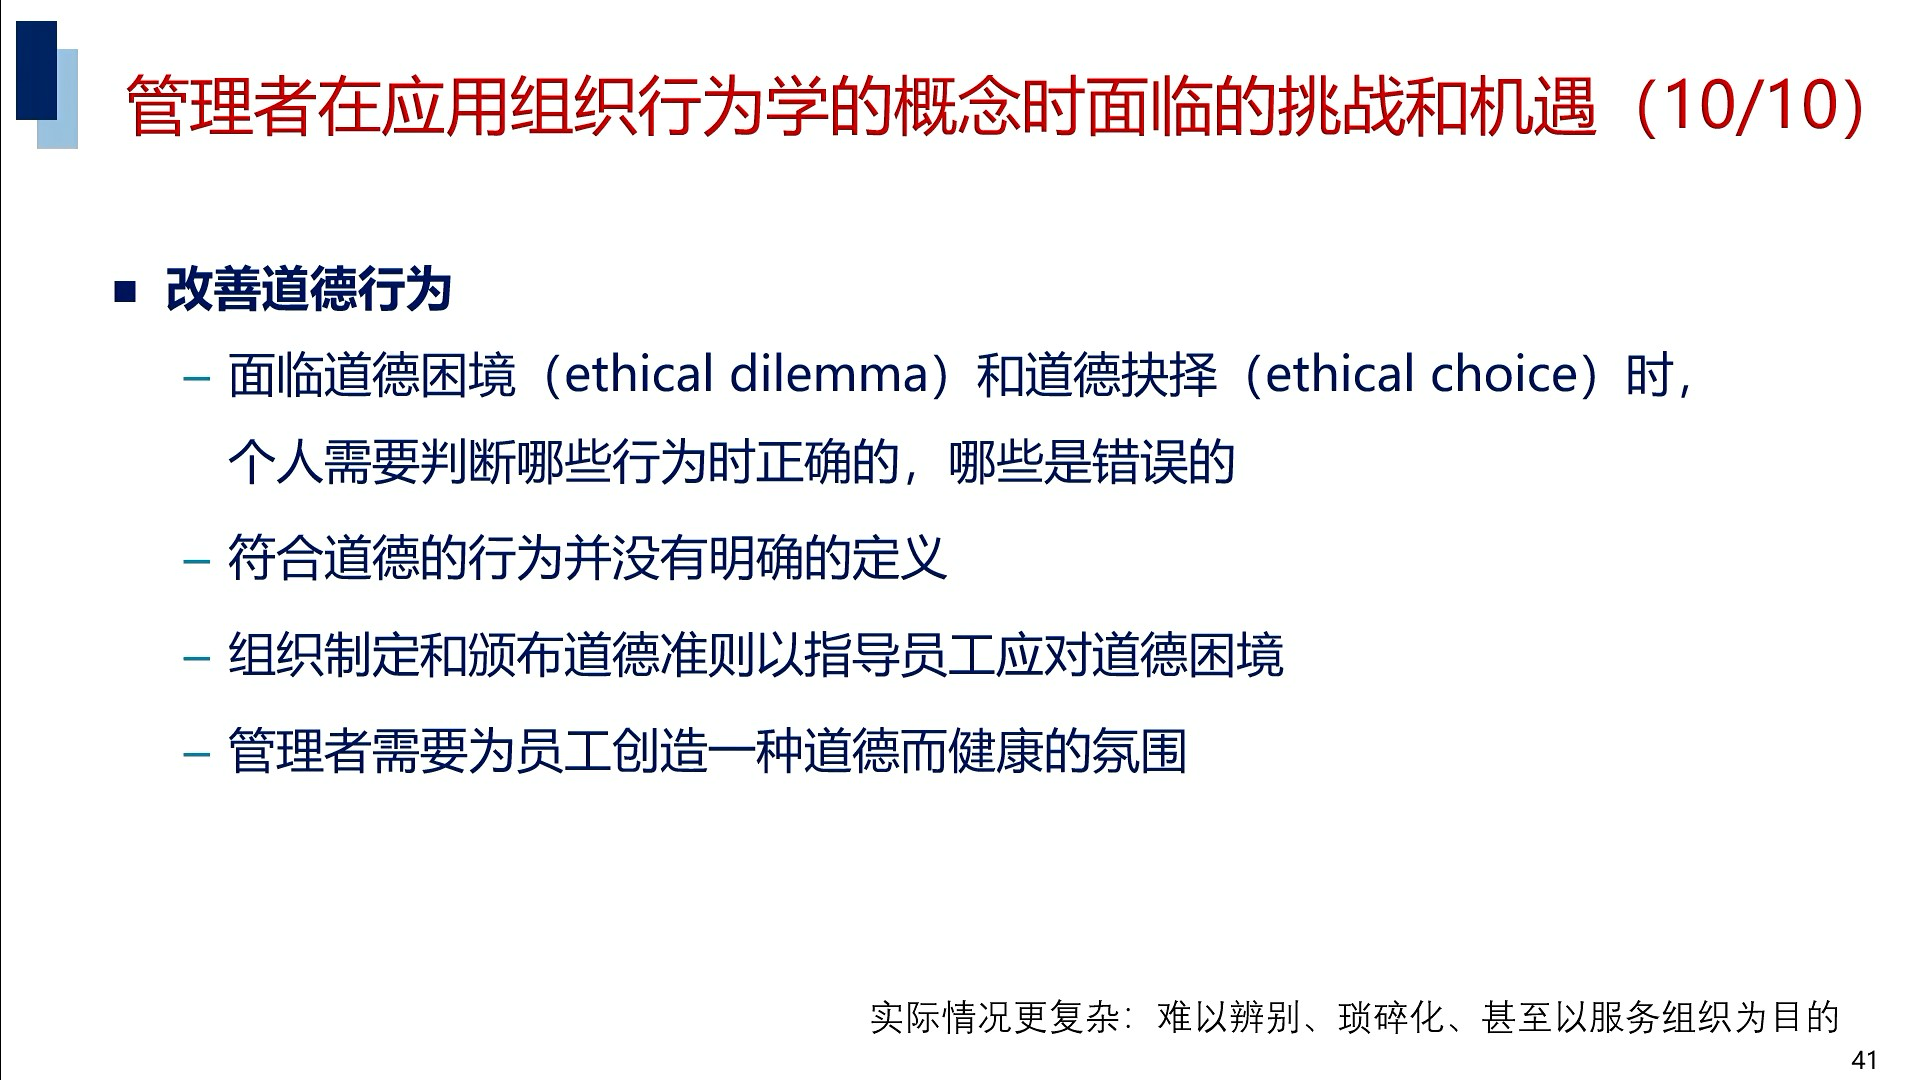 管理者在应用组织行为学的概念时面临的挑战和机遇（10/10）
■ 改善道德行为
– 面临道德困境（ethical dilemma）和道德抉择（ethical choice）时，
个人需要判断哪些行为时正确的，哪些是错误的
– 符合道德的行为并没有明确的定义
– 组织制定和颁布道德准则以指导员工应对道德困境
– 管理者需要为员工创造一种道德而健康的氛围
实际情况更复杂：难以辨别、琐碎化、甚至以服务组织为目的
41